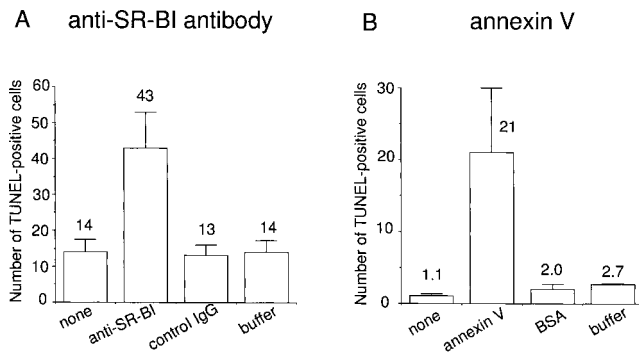 A anti-SR-BI antibody
Number of TUNEL-positive cells
60
50
40
30
20
10
0
14
43
13
14
none
anti-SR-BI
control IgG
buffer
B annexin V
Number of TUNEL-positive cells
30
20
10
0
1.1
21
2.0
2.7
none
annexin V
BSA
buffer